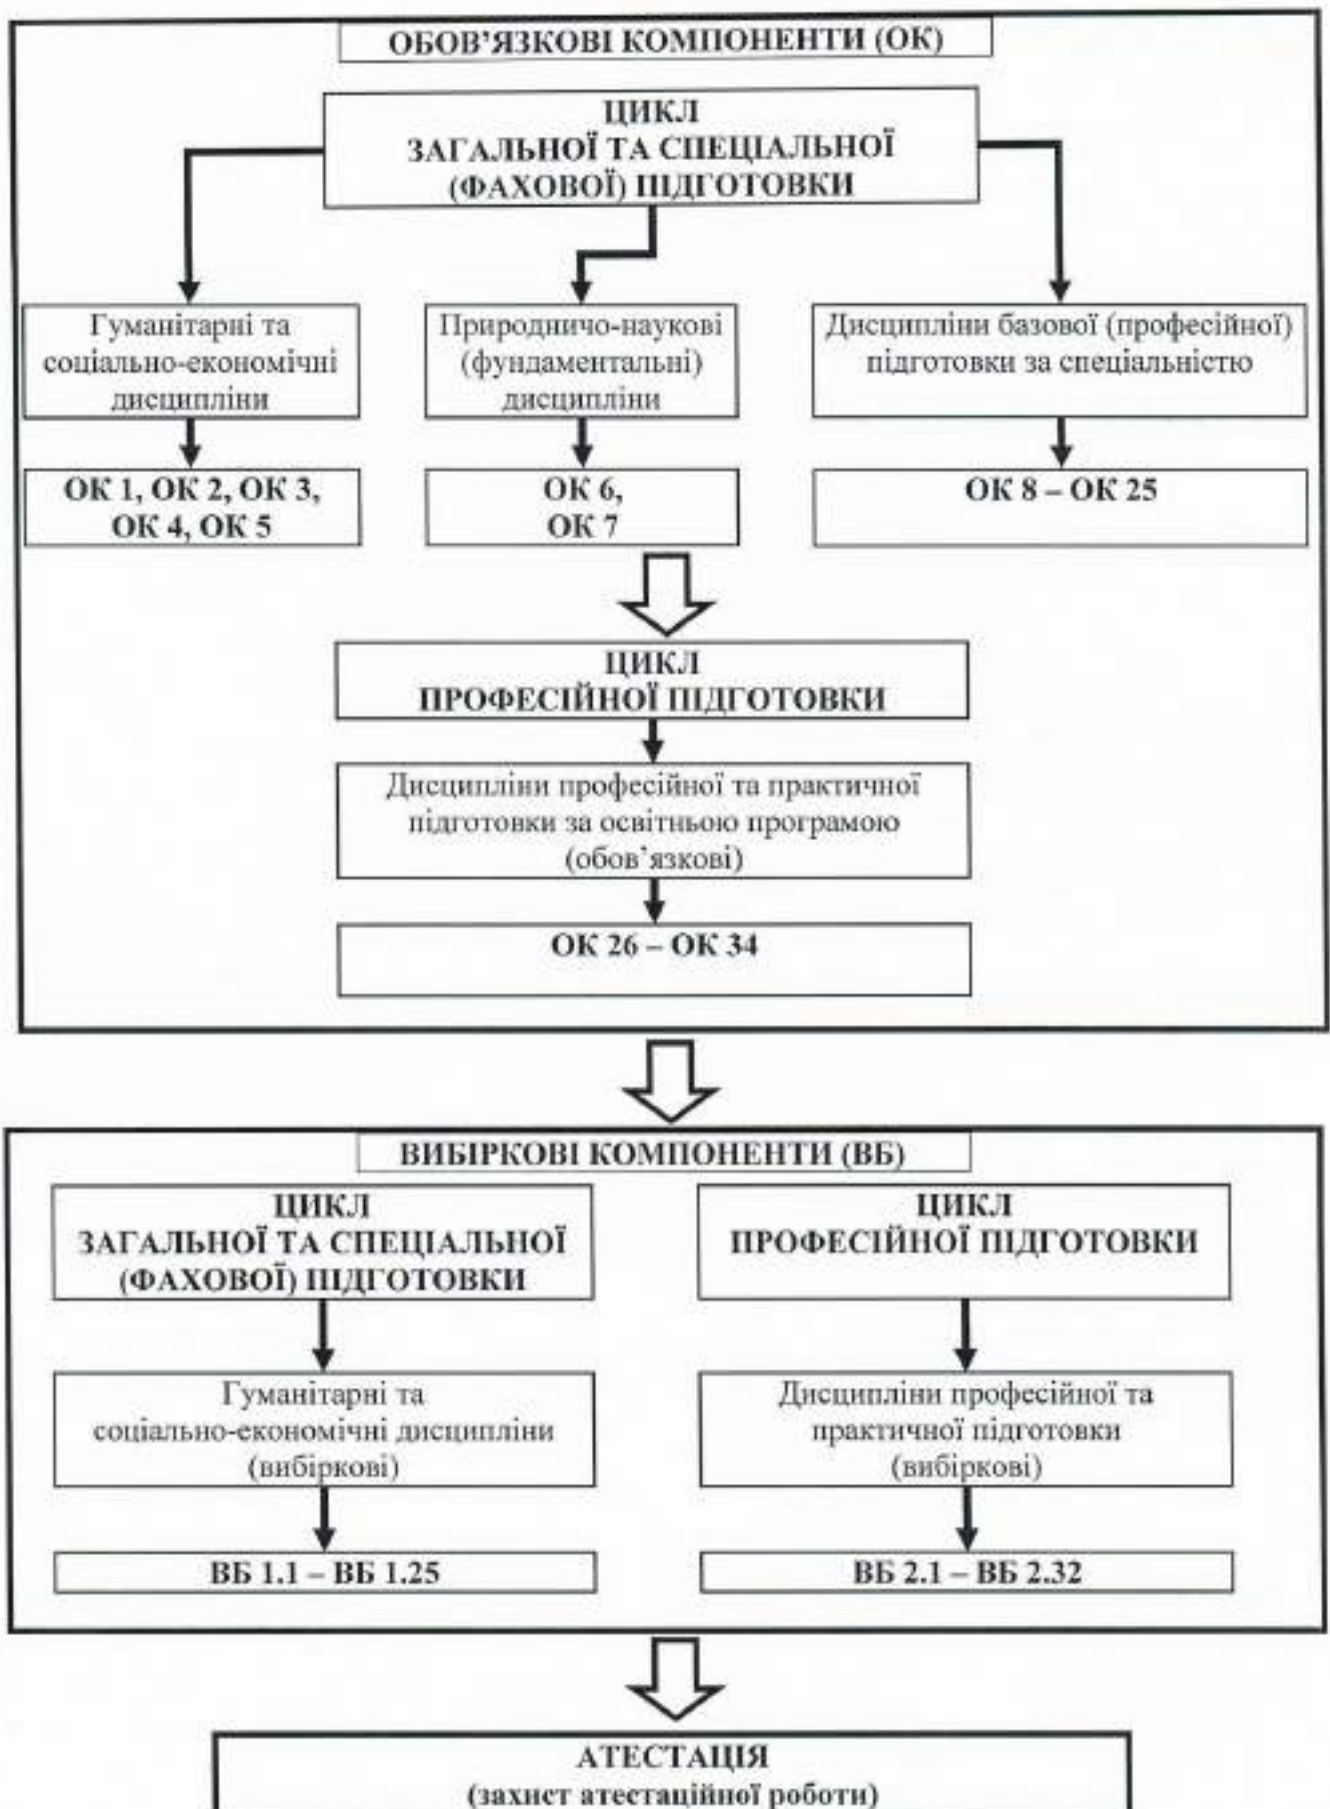 ОБОВ’ЯЗКОВІ КОМПОНЕНТИ (ОК)
ЦИКЛ
ЗАГАЛЬНОЇ ТА СПЕЦІАЛЬНОЇ
(ФАХОВОЇ) ПІДГОТОВКИ
Гуманітарні та
соціально-економічні
дисципліни
Природничо-наукові
(фундаментальні)
дисципліни
Дисципліни базової (професійної)
підготовки за спеціальністю
ОК 1, ОК 2, ОК 3,
ОК 4, ОК 5
ОК 6,
ОК 7
ОК 8 – ОК 25
ЦИКЛ
ПРОФЕСІЙНОЇ ПІДГОТОВКИ
Дисципліни професійної та практичної
підготовки за освітньою програмою
(обов’язкові)
ОК 26 – ОК 34
ВИБІРКОВІ КОМПОНЕНТИ (ВБ)
ЦИКЛ
ЗАГАЛЬНОЇ ТА СПЕЦІАЛЬНОЇ
(ФАХОВОЇ) ПІДГОТОВКИ
ЦИКЛ
ПРОФЕСІЙНОЇ ПІДГОТОВКИ
Гуманітарні та
соціально-економічні дисципліни
(вибіркові)
Дисципліни професійної та
практичної підготовки
(вибіркові)
ВБ 1.1 – ВБ 1.25
ВБ 2.1 – ВБ 2.32
АТЕСТАЦІЯ
(захист атестаційної роботи)